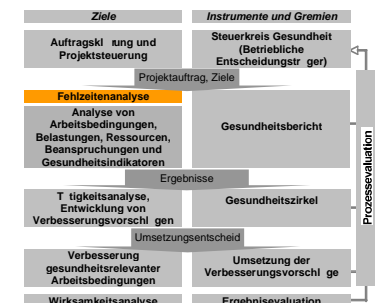 Ziele
Instrumente und Gremien
Auftragskl rung und
Projektsteuerung
Steuerkreis Gesundheit
(Betriebliche
Entscheidungstr ger)
Projektauftrag, Ziele
Fehlzeitenanalyse
Analyse von
Arbeitsbedingungen,
Belastungen, Ressourcen,
Beanspruchungen und
Gesundheitsindikatoren
Gesundheitsbericht
Ergebnisse
T tigkeitsanalyse,
Entwicklung von
Verbesserungsvorschl gen
Gesundheitszirkel
Umsetzungsentscheid
Verbesserung
gesundheitsrelevanter
Arbeitsbedingungen
Umsetzung der
Verbesserungsvorschl ge
Wirksamkeitsanalyse
Ergebnisevaluation
Prozessevaluation